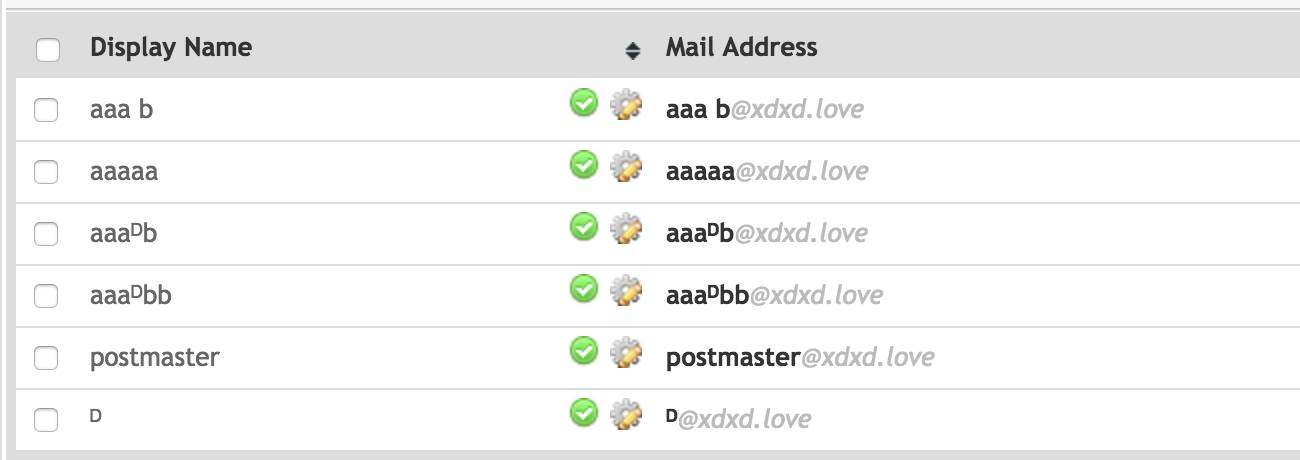 Display Name Mail Address
aaa b aaa b@xdxd.love
aaaaa aaaaa@xdxd.love
aaaᴰb aaaᴰb@xdxd.love
aaaᴰbb aaaᴰbb@xdxd.love
postmaster postmaster@xdxd.love
ᴰ ᴰ@xdxd.love